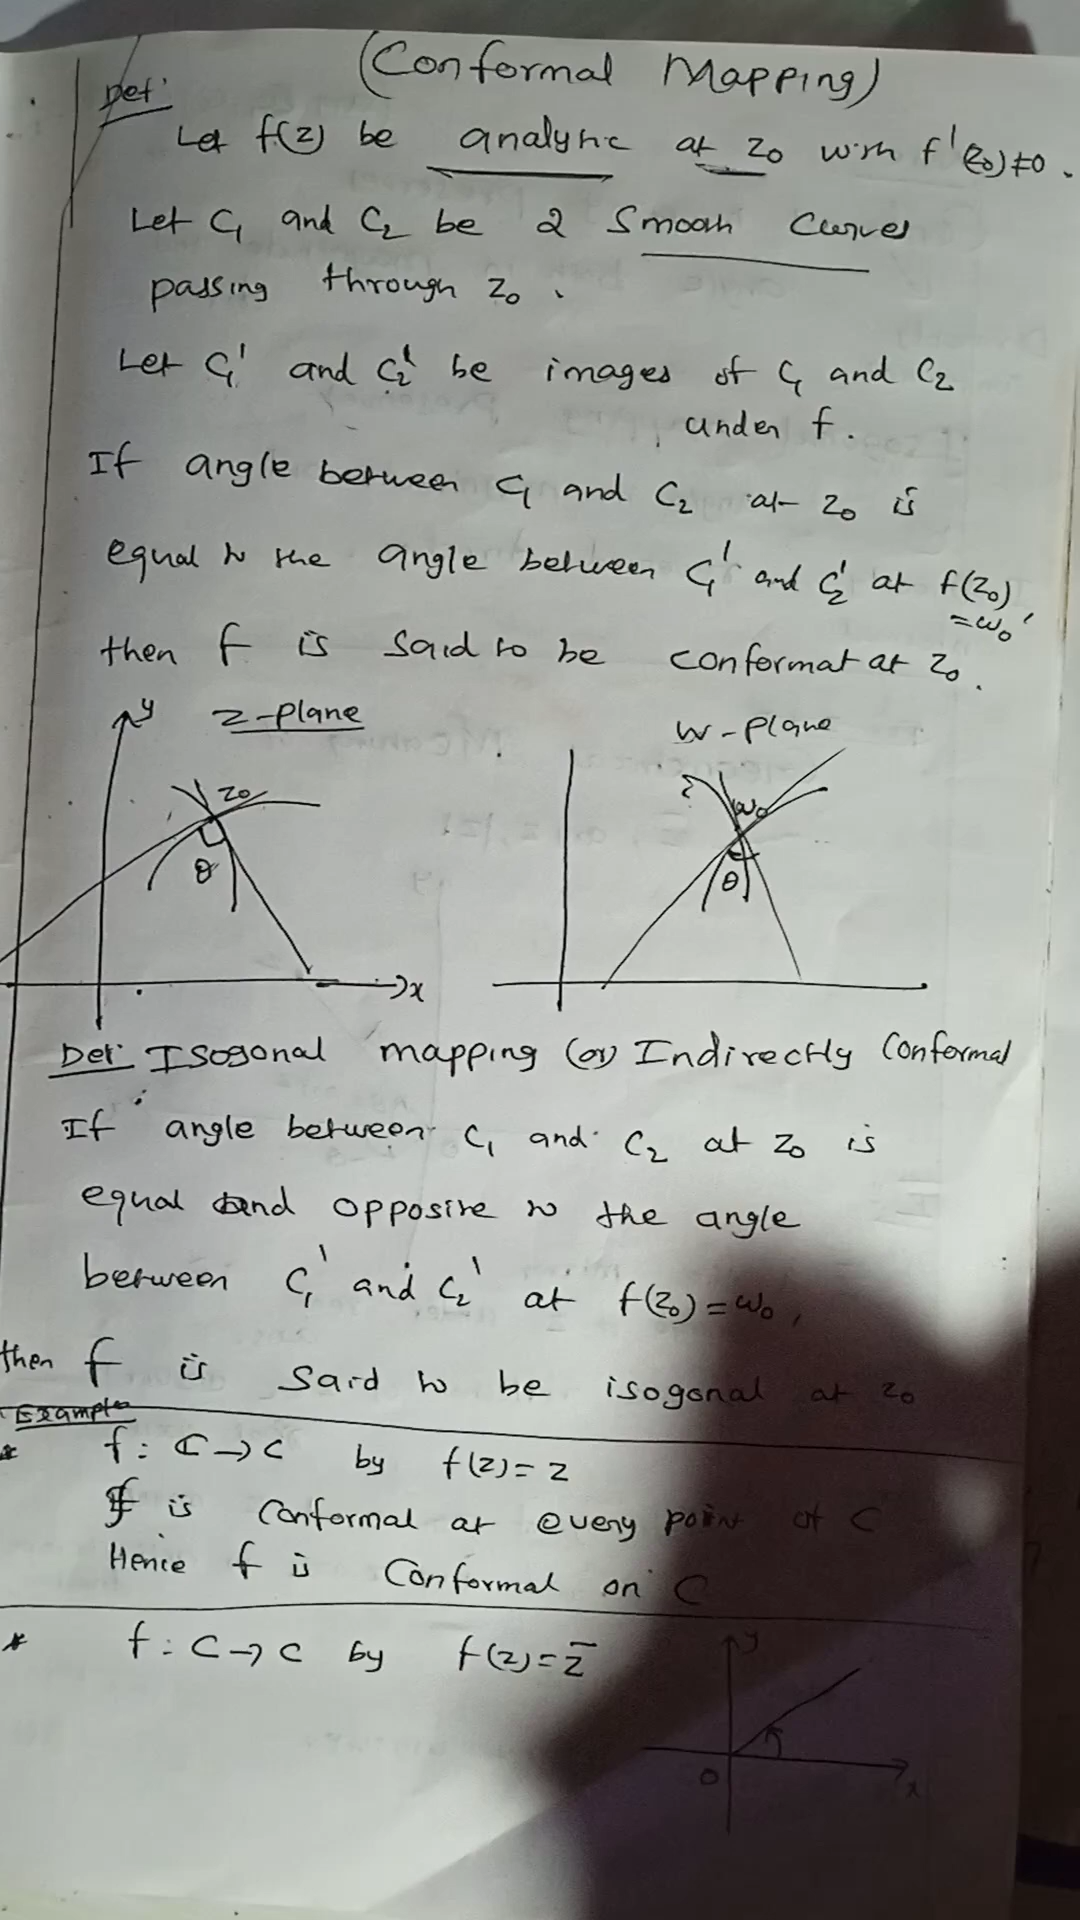 (Conformal Mapping)
Def:
Let f(z) be analytic at z₀ with f'(z₀)≠0.
Let C₁ and C₂ be 2 Smooth Curves
passing through z₀.
Let C₁' and C₂' be images of C₁ and C₂
under f.
If angle between C₁ and C₂ at z₀ is
equal to the angle between C₁' and C₂' at f(z₀)
=w₀,
then f is said to be conformal at z₀.
y z-plane
w-plane
z₀
w₀
θ
θ
x
Def: Isogonal mapping (or) Indirectly Conformal
If angle between C₁ and C₂ at z₀ is
equal and opposite to the angle
between C₁' and C₂' at f(z₀)=w₀,
then f is said to be isogonal at z₀
Example
* f: C→C by f(z)=z
f is Conformal at every point of C
Hence f is Conformal on C
* f: C→C by f(z)=z̄
y
O
x